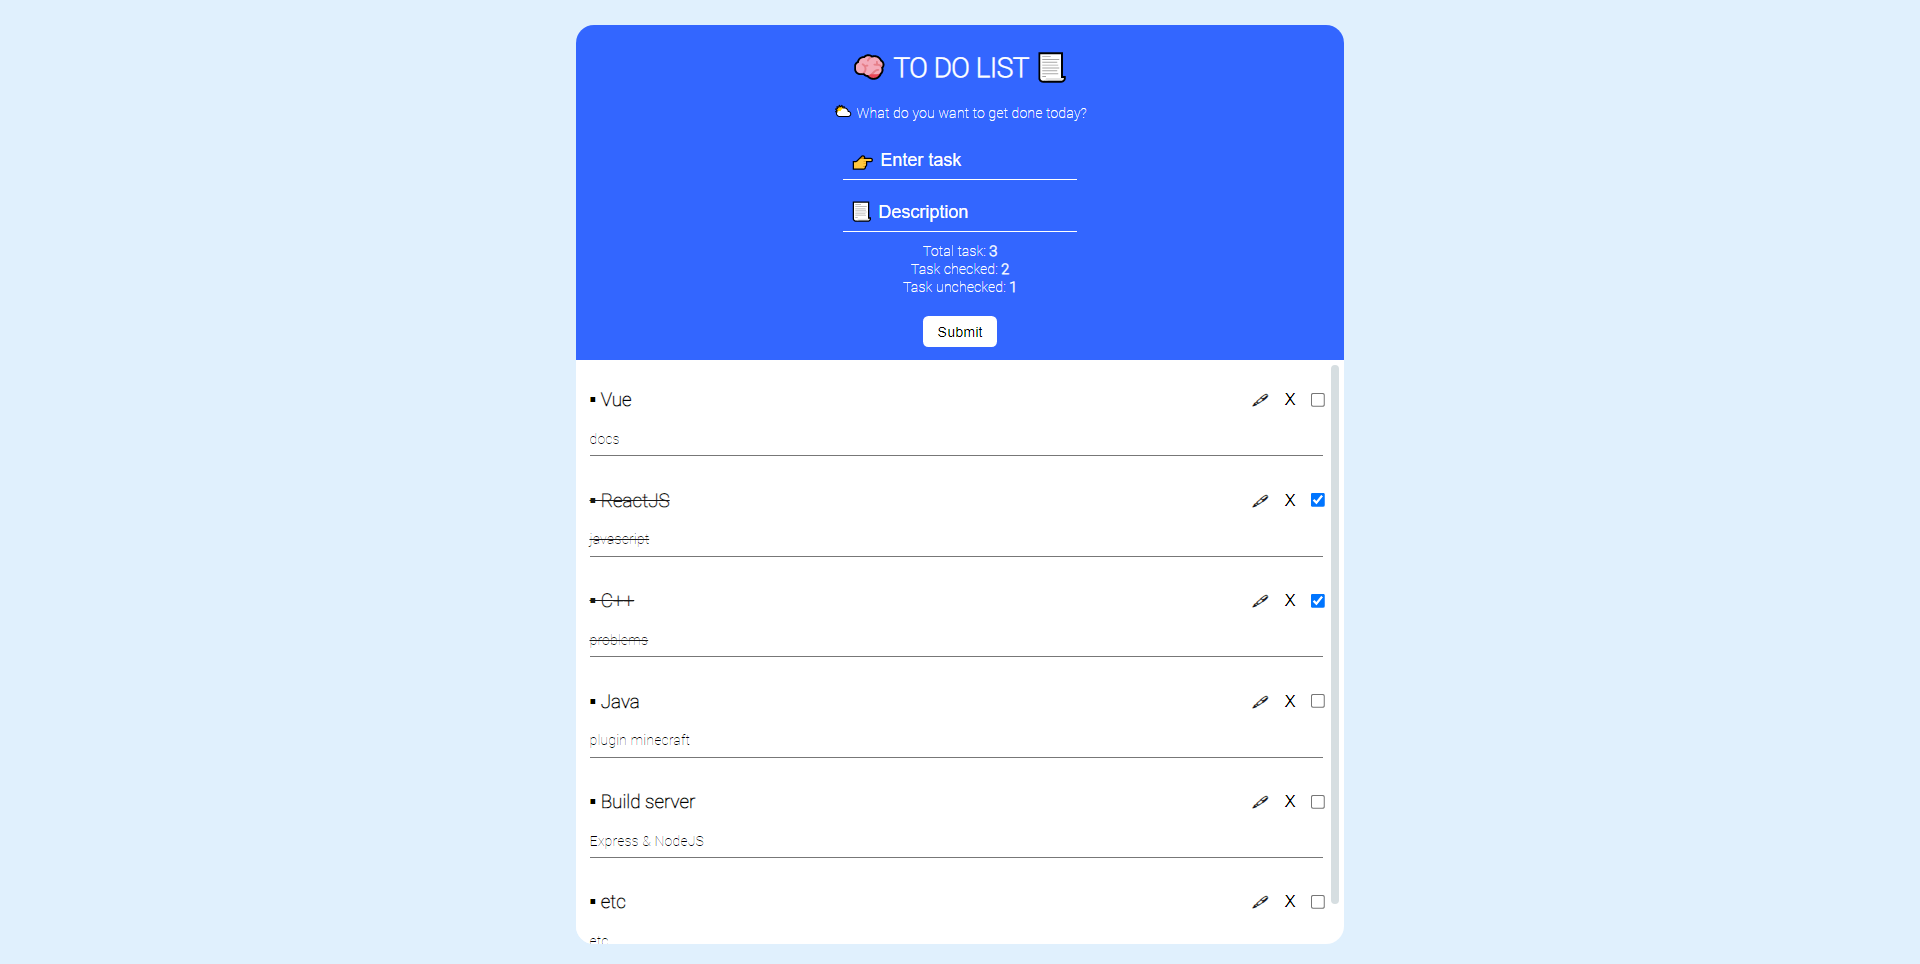 🧠 TO DO LIST 📃
🌥 What do you want to get done today?
👉 Enter task
📃 Description
Total task: 3
Task checked: 2
Task unchecked: 1
Submit
▪ Vue X
docs
▪ ReactJS X
javascript
▪ C++ X
problems
▪ Java X
plugin minecraft
▪ Build server X
Express & NodeJS
▪ etc X
etc